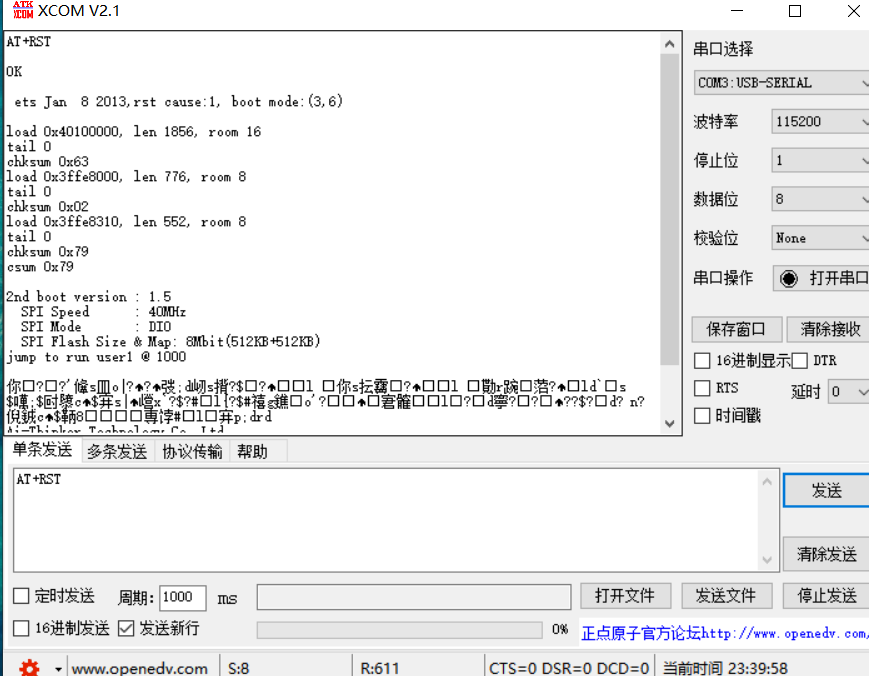 ATK
XCOM XCOM V2.1
AT+RST
OK
ets Jan  8 2013,rst cause:1, boot mode:(3,6)
load 0x40100000, len 1856, room 16
tail 0
chksum 0x63
load 0x3ffe8000, len 776, room 8
tail 0
chksum 0x02
load 0x3ffe8310, len 552, room 8
tail 0
chksum 0x79
csum 0x79
2nd boot version : 1.5
SPI Speed      : 40MHz
SPI Mode       : DIO
SPI Flash Size & Map: 8Mbit(512KB+512KB)
jump to run user1 @ 1000
Ai-Thinker Technology Co. Ltd.
串口选择
COM3:USB-SERIAL
波特率 115200
停止位 1
数据位 8
校验位 None
串口操作 打开串口
保存窗口 清除接收
16进制显示 DTR
RTS 延时 0
时间戳
单条发送 多条发送 协议传输 帮助
AT+RST
发送
清除发送
定时发送 周期: 1000 ms 打开文件 发送文件 停止发送
16进制发送 发送新行 0% 正点原子官方论坛http://www.openedv.com/
www.openedv.com S:8 R:611 CTS=0 DSR=0 DCD=0 当前时间 23:39:58